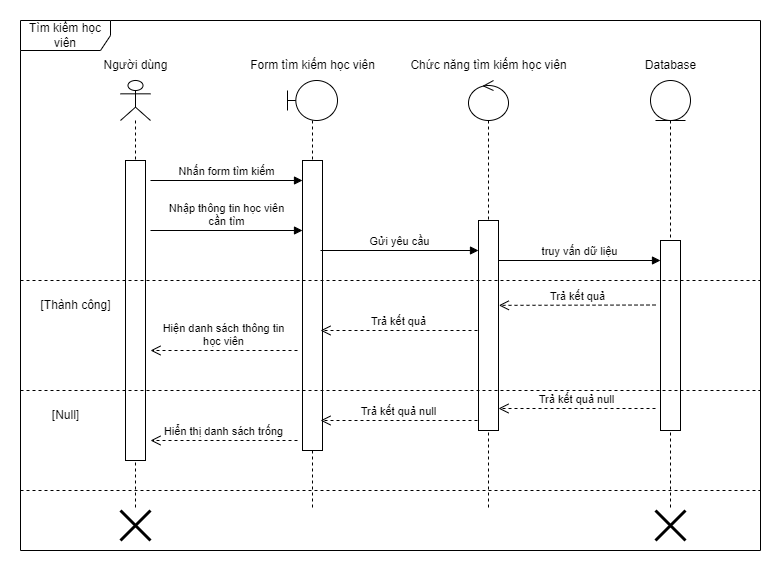 Tìm kiếm học
viên
Người dùng
Form tìm kiếm học viên
Chức năng tìm kiếm học viên
Database
Nhấn form tìm kiếm
Nhập thông tin học viên
cần tìm
Gửi yêu cầu
truy vấn dữ liệu
[Thành công]
Trả kết quả
Trả kết quả
Hiện danh sách thông tin
học viên
[Null]
Trả kết quả null
Trả kết quả null
Hiển thị danh sách trống